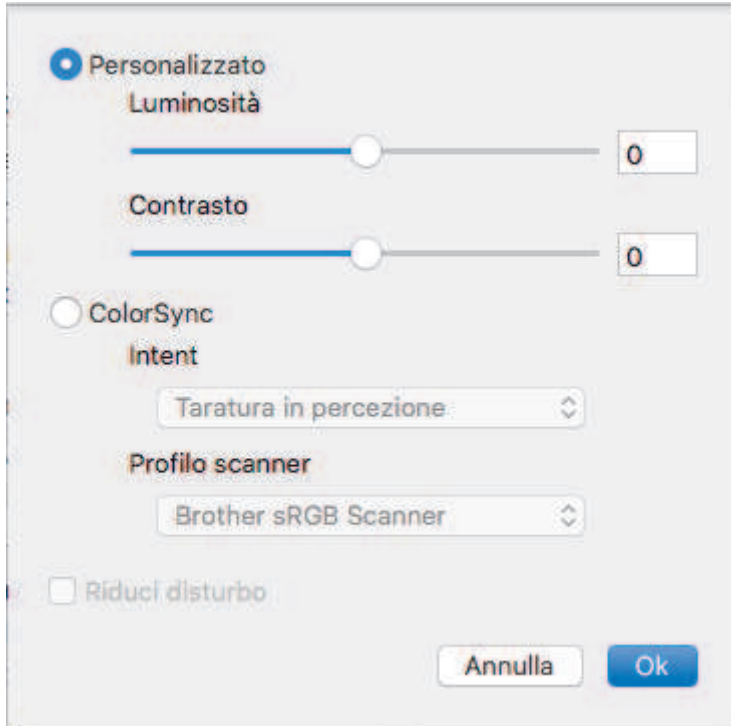 Personalizzato
Luminosità
0
Contrasto
0
ColorSync
Intent
Taratura in percezione
Profilo scanner
Brother sRGB Scanner
Riduci disturbo
Annulla Ok